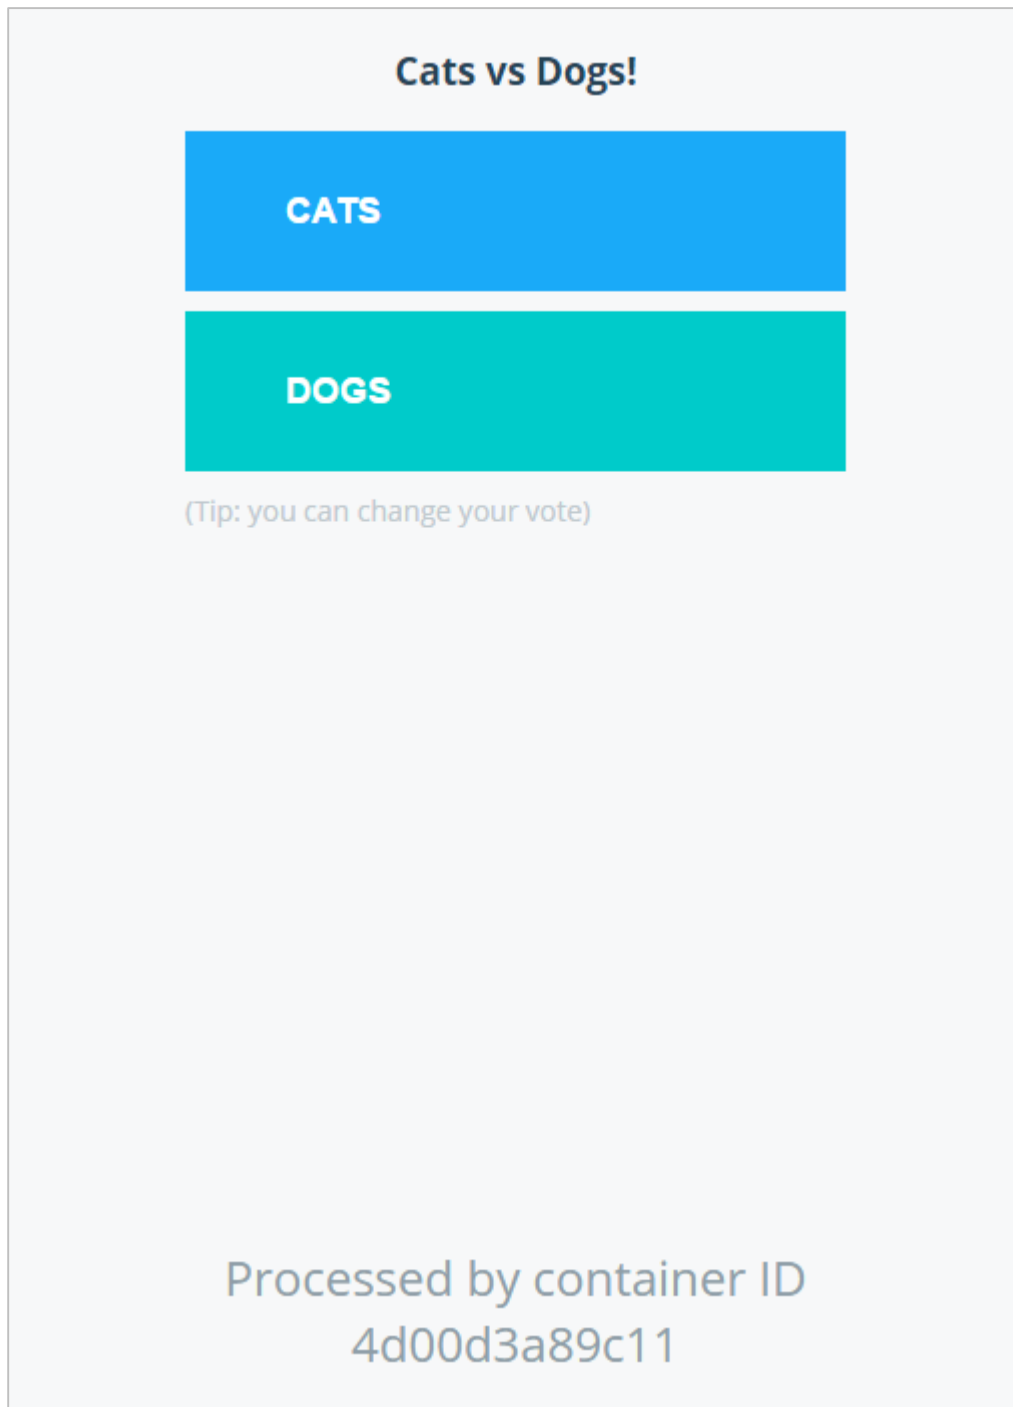 Cats vs Dogs!
CATS
DOGS
(Tip: you can change your vote)
Processed by container ID
4d00d3a89c11